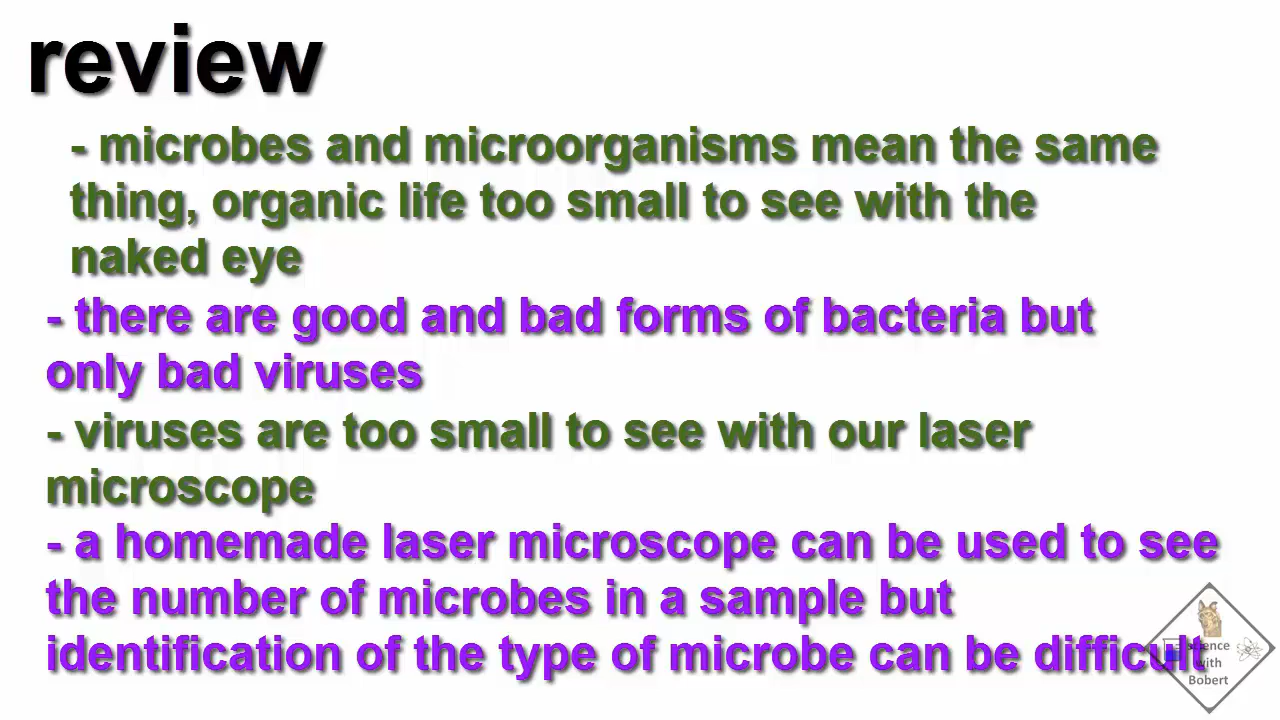 review
- microbes and microorganisms mean the same
thing, organic life too small to see with the
naked eye
- there are good and bad forms of bacteria but
only bad viruses
- viruses are too small to see with our laser
microscope
- a homemade laser microscope can be used to see
the number of microbes in a sample but
identification of the type of microbe can be difficult
Science
with
Bobert